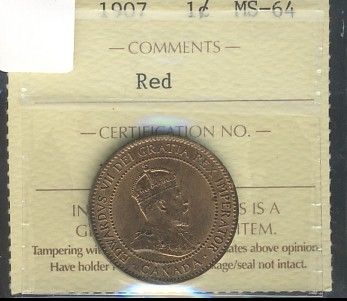 1907 1¢ MS-64
COMMENTS
Red
CERTIFICATION NO.
EDWARDVS VII DEI GRATIA REX IMPERATOR
CANADA
IN S IS A
G ITEM.
Tampering wi ates above opinion
Have holder kage/seal not intact.